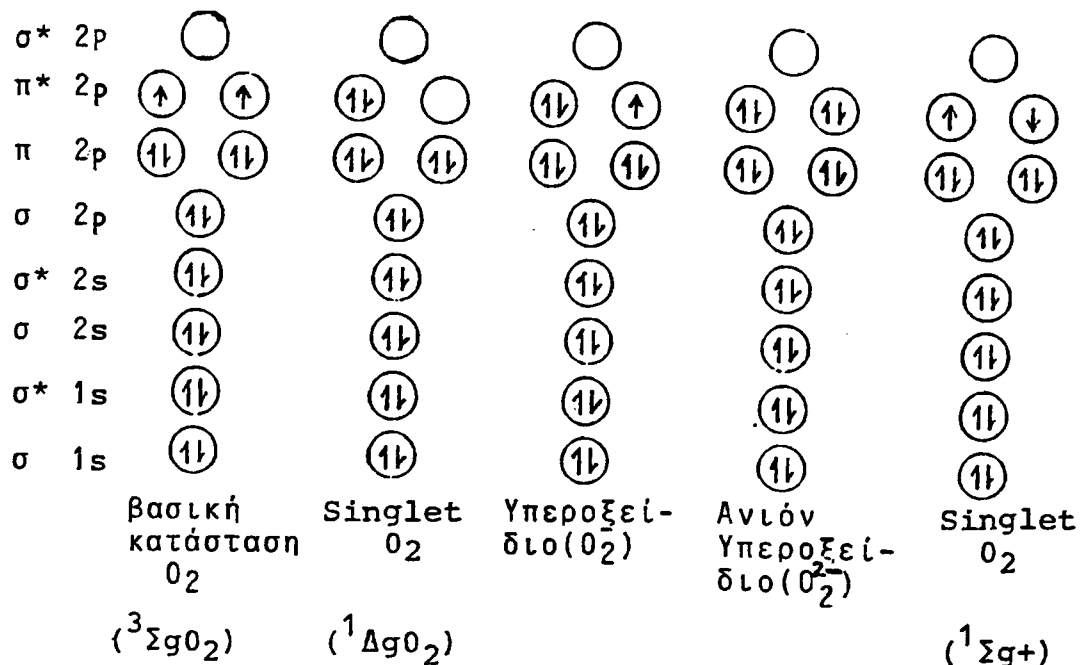 σ* 2p
π* 2p
π 2p
σ 2p
σ* 2s
σ 2s
σ* 1s
σ 1s
βασική
κατάσταση
O₂
(³ΣgO₂)
Singlet
O₂
(¹ΔgO₂)
Υπεροξεί-
διο(O₂⁻)
Ανιόν
Υπεροξεί-
διο(O₂²⁻)
Singlet
O₂
(¹Σg+)